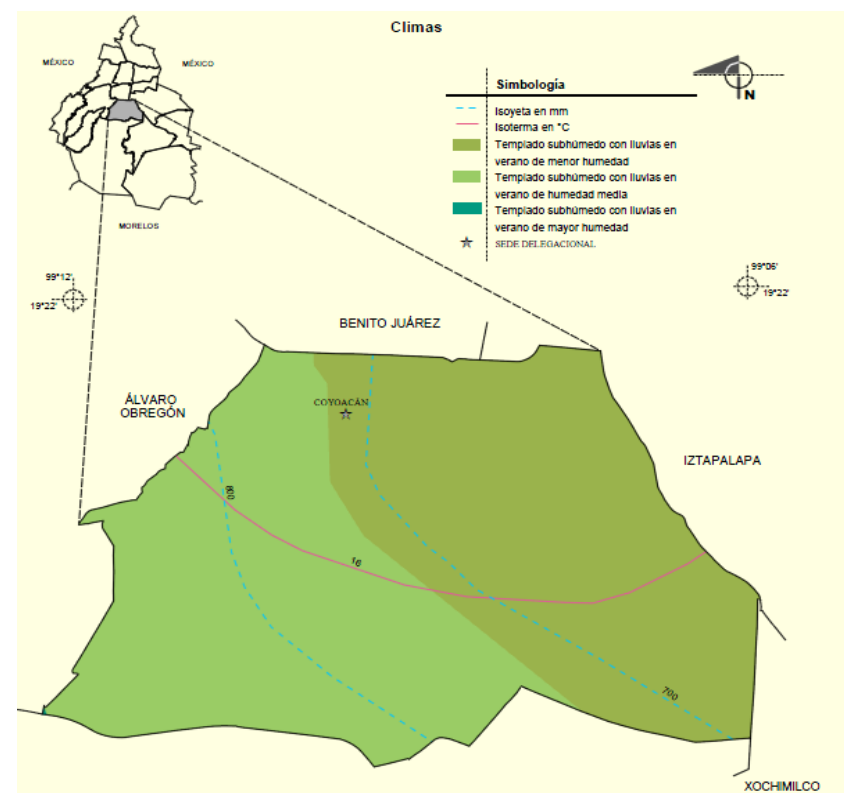 Climas
MÉXICO
MÉXICO
MORELOS
Simbología
Isoyeta en mm
Isoterma en °C
Templado subhúmedo con lluvias en
verano de menor humedad
Templado subhúmedo con lluvias en
verano de humedad media
Templado subhúmedo con lluvias en
verano de mayor humedad
SEDE DELEGACIONAL
N
99°12'
19°22'
99°06'
19°22'
BENITO JUÁREZ
ÁLVARO
OBREGÓN
COYOACÁN
IZTAPALAPA
800
16
700
XOCHIMILCO